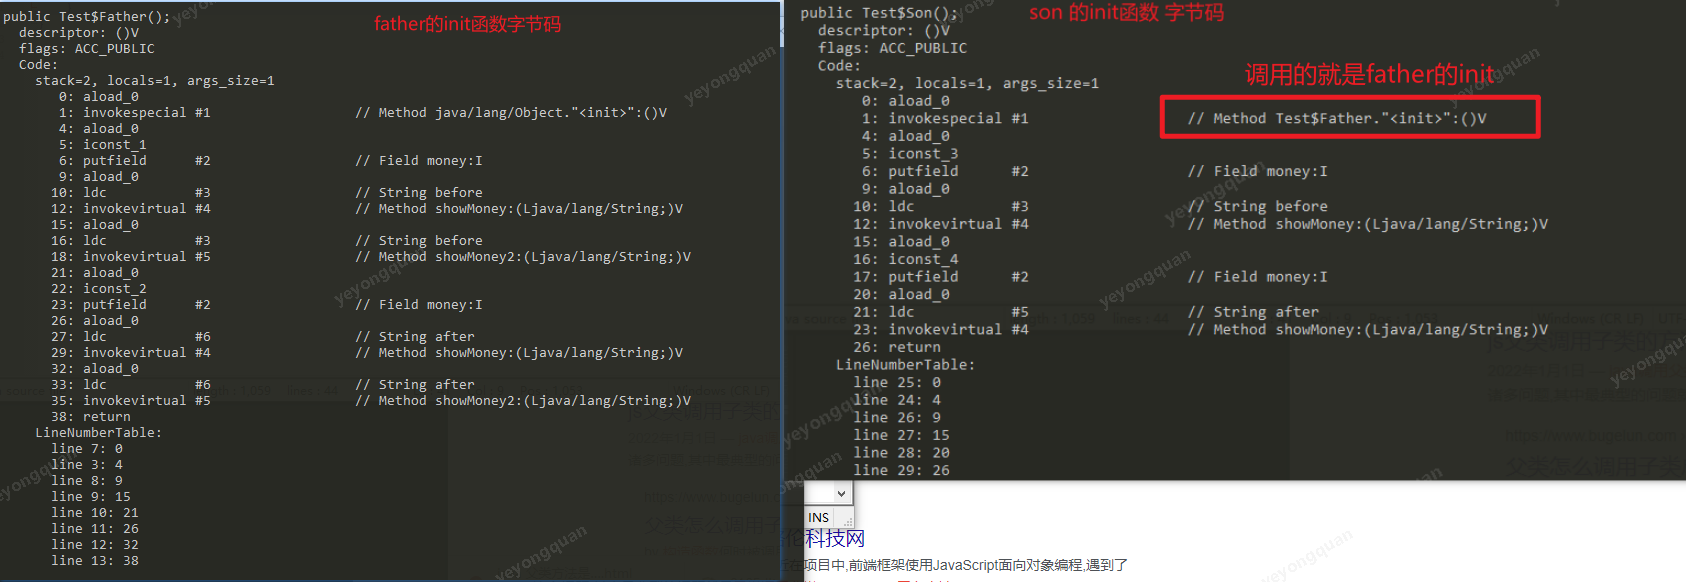 public Test$Father();
descriptor: ()V
flags: ACC_PUBLIC
Code:
stack=2, locals=1, args_size=1
0: aload_0
1: invokespecial #1 // Method java/lang/Object."<init>":()V
4: aload_0
5: iconst_1
6: putfield #2 // Field money:I
9: aload_0
10: ldc #3 // String before
12: invokevirtual #4 // Method showMoney:(Ljava/lang/String;)V
15: aload_0
16: ldc #3 // String before
18: invokevirtual #5 // Method showMoney2:(Ljava/lang/String;)V
21: aload_0
22: iconst_2
23: putfield #2 // Field money:I
26: aload_0
27: ldc #6 // String after
29: invokevirtual #4 // Method showMoney:(Ljava/lang/String;)V
32: aload_0
33: ldc #6 // String after
35: invokevirtual #5 // Method showMoney2:(Ljava/lang/String;)V
38: return
LineNumberTable:
line 7: 0
line 3: 4
line 8: 9
line 9: 15
line 10: 21
line 11: 26
line 12: 32
line 13: 38
father的init函数字节码
public Test$Son();
descriptor: ()V
flags: ACC_PUBLIC
Code:
stack=2, locals=1, args_size=1
0: aload_0
1: invokespecial #1 // Method Test$Father."<init>":()V
4: aload_0
5: iconst_3
6: putfield #2 // Field money:I
9: aload_0
10: ldc #3 // String before
12: invokevirtual #4 // Method showMoney:(Ljava/lang/String;)V
15: aload_0
16: iconst_4
17: putfield #2 // Field money:I
20: aload_0
21: ldc #5 // String after
23: invokevirtual #4 // Method showMoney:(Ljava/lang/String;)V
26: return
LineNumberTable:
line 25: 0
line 24: 4
line 26: 9
line 27: 15
line 28: 20
line 29: 26
son 的init函数 字节码
调用的就是father的init
INS
科技网
项目中,前端框架使用JavaScript面向对象编程,遇到了
yeyongquan
yeyongquan
yeyongquan
yeyongquan
yeyongquan
yeyongquan
yeyongquan
yeyongquan
yeyongquan